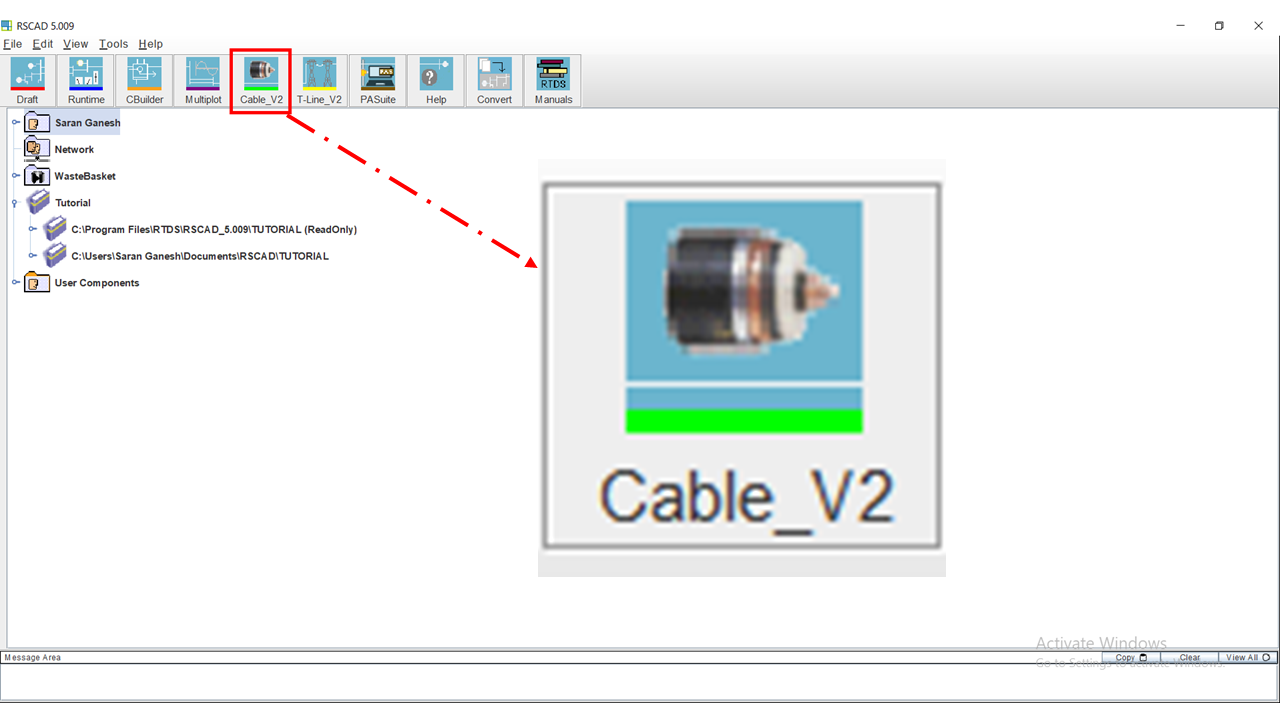 RSCAD 5.009
File Edit View Tools Help
Draft Runtime CBuilder Multiplot Cable_V2 T-Line_V2 PASuite Help Convert RTDS Manuals
Saran Ganesh
Network
WasteBasket
Tutorial
C:\Program Files\RTDS\RSCAD_5.009\TUTORIAL (ReadOnly)
C:\Users\Saran Ganesh\Documents\RSCAD\TUTORIAL
User Components
Cable_V2
Activate Windows
Go to Settings to activate Windows.
Message Area Copy Clear View All